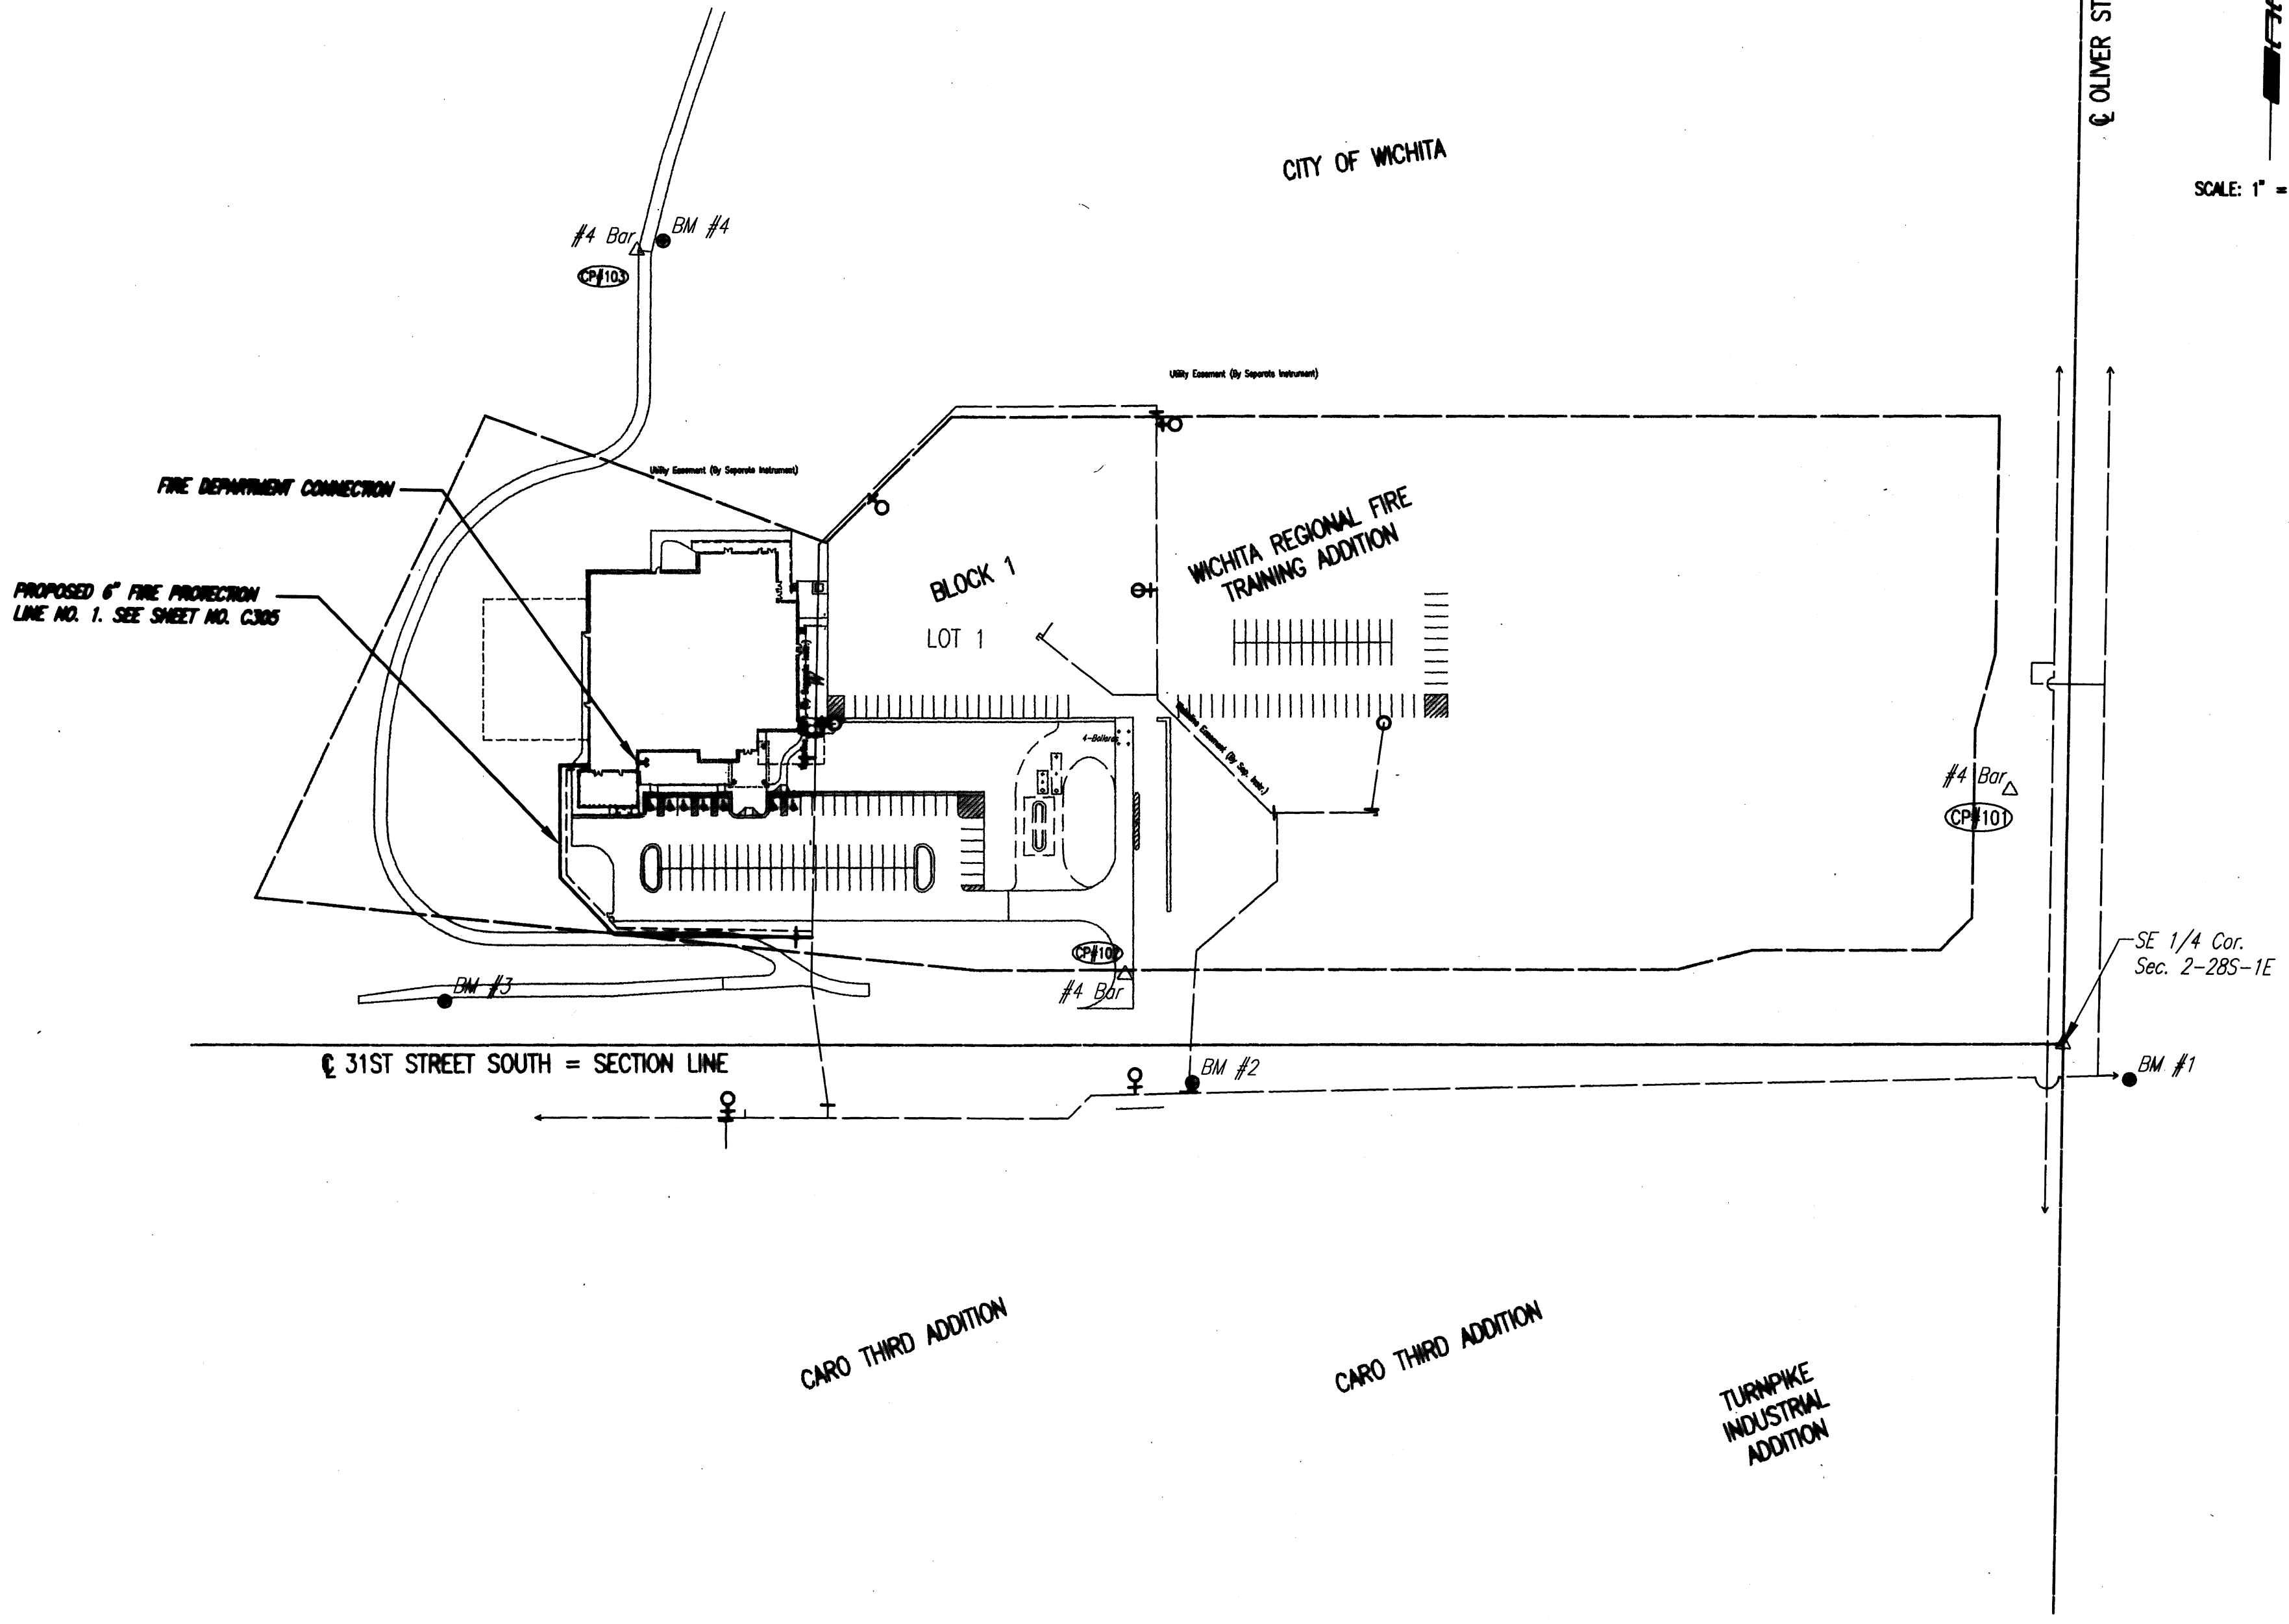 ℄ OLIVER ST
SCALE: 1" =
CITY OF WICHITA
#4 Bar
BM #4
CP#103
Utility Easement (By Separate Instrument)
Utility Easement (By Separate Instrument)
FIRE DEPARTMENT CONNECTION
WICHITA REGIONAL FIRE
TRAINING ADDITION
BLOCK 1
LOT 1
PROPOSED 6" FIRE PROTECTION
LINE NO. 1. SEE SHEET NO. C305
4-Bollards
Easement (By Sep. Instr.)
#4 Bar
CP#101
CP#102
#4 Bar
BM #3
SE 1/4 Cor.
Sec. 2-28S-1E
℄ 31ST STREET SOUTH = SECTION LINE
BM #2
BM #1
CARO THIRD ADDITION
CARO THIRD ADDITION
TURNPIKE
INDUSTRIAL
ADDITION